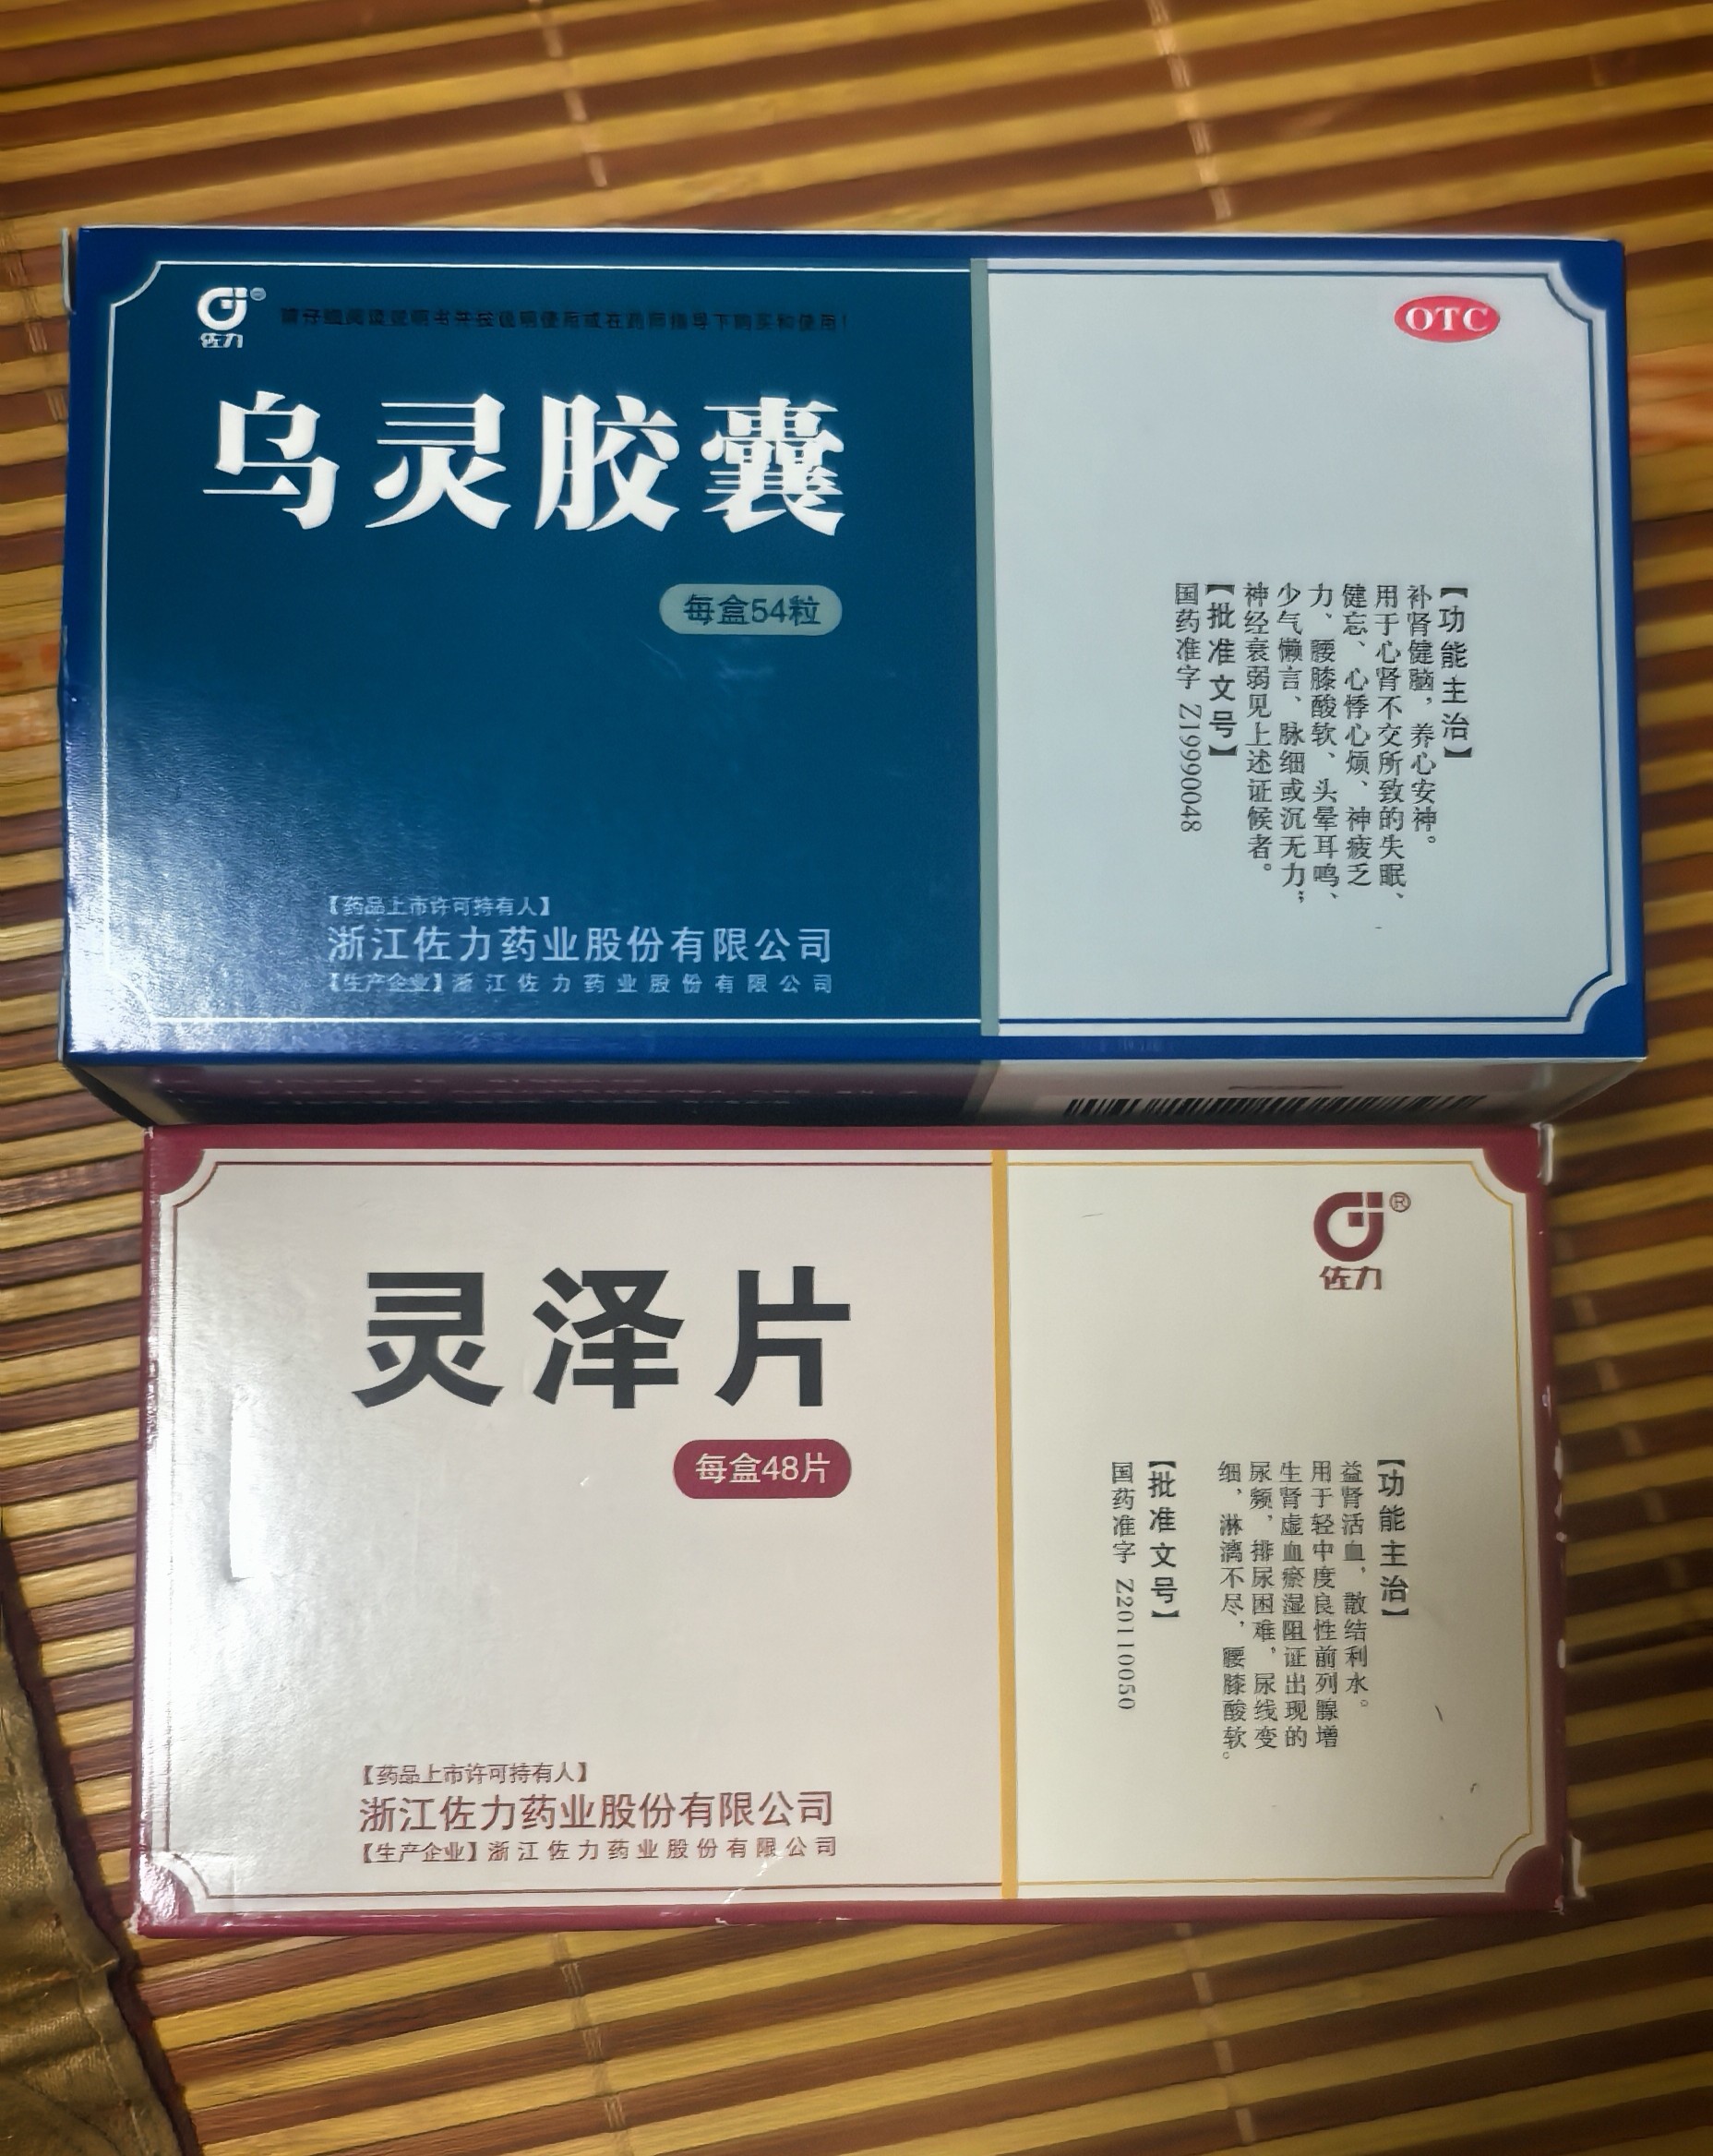 佐力
请仔细阅读说明书并按说明使用或在药师指导下购买和使用!
乌灵胶囊
每盒54粒
【药品上市许可持有人】
浙江佐力药业股份有限公司
【生产企业】浙江佐力药业股份有限公司
OTC
【功能主治】
补肾健脑，养心安神。
用于心肾不交所致的失眠、
健忘、心悸心烦、神疲乏
力、腰膝酸软、头晕耳鸣、
少气懒言、脉细或沉无力；
神经衰弱见上述证候者。
【批准文号】
国药准字 Z19990048
灵泽片
每盒48片
【药品上市许可持有人】
浙江佐力药业股份有限公司
【生产企业】浙江佐力药业股份有限公司
®
佐力
【功能主治】
益肾活血，散结利水。
用于轻中度良性前列腺增
生肾虚血瘀湿阻证出现的
尿频，排尿困难，尿线变
细，淋漓不尽，腰膝酸软。
【批准文号】
国药准字 Z20110050